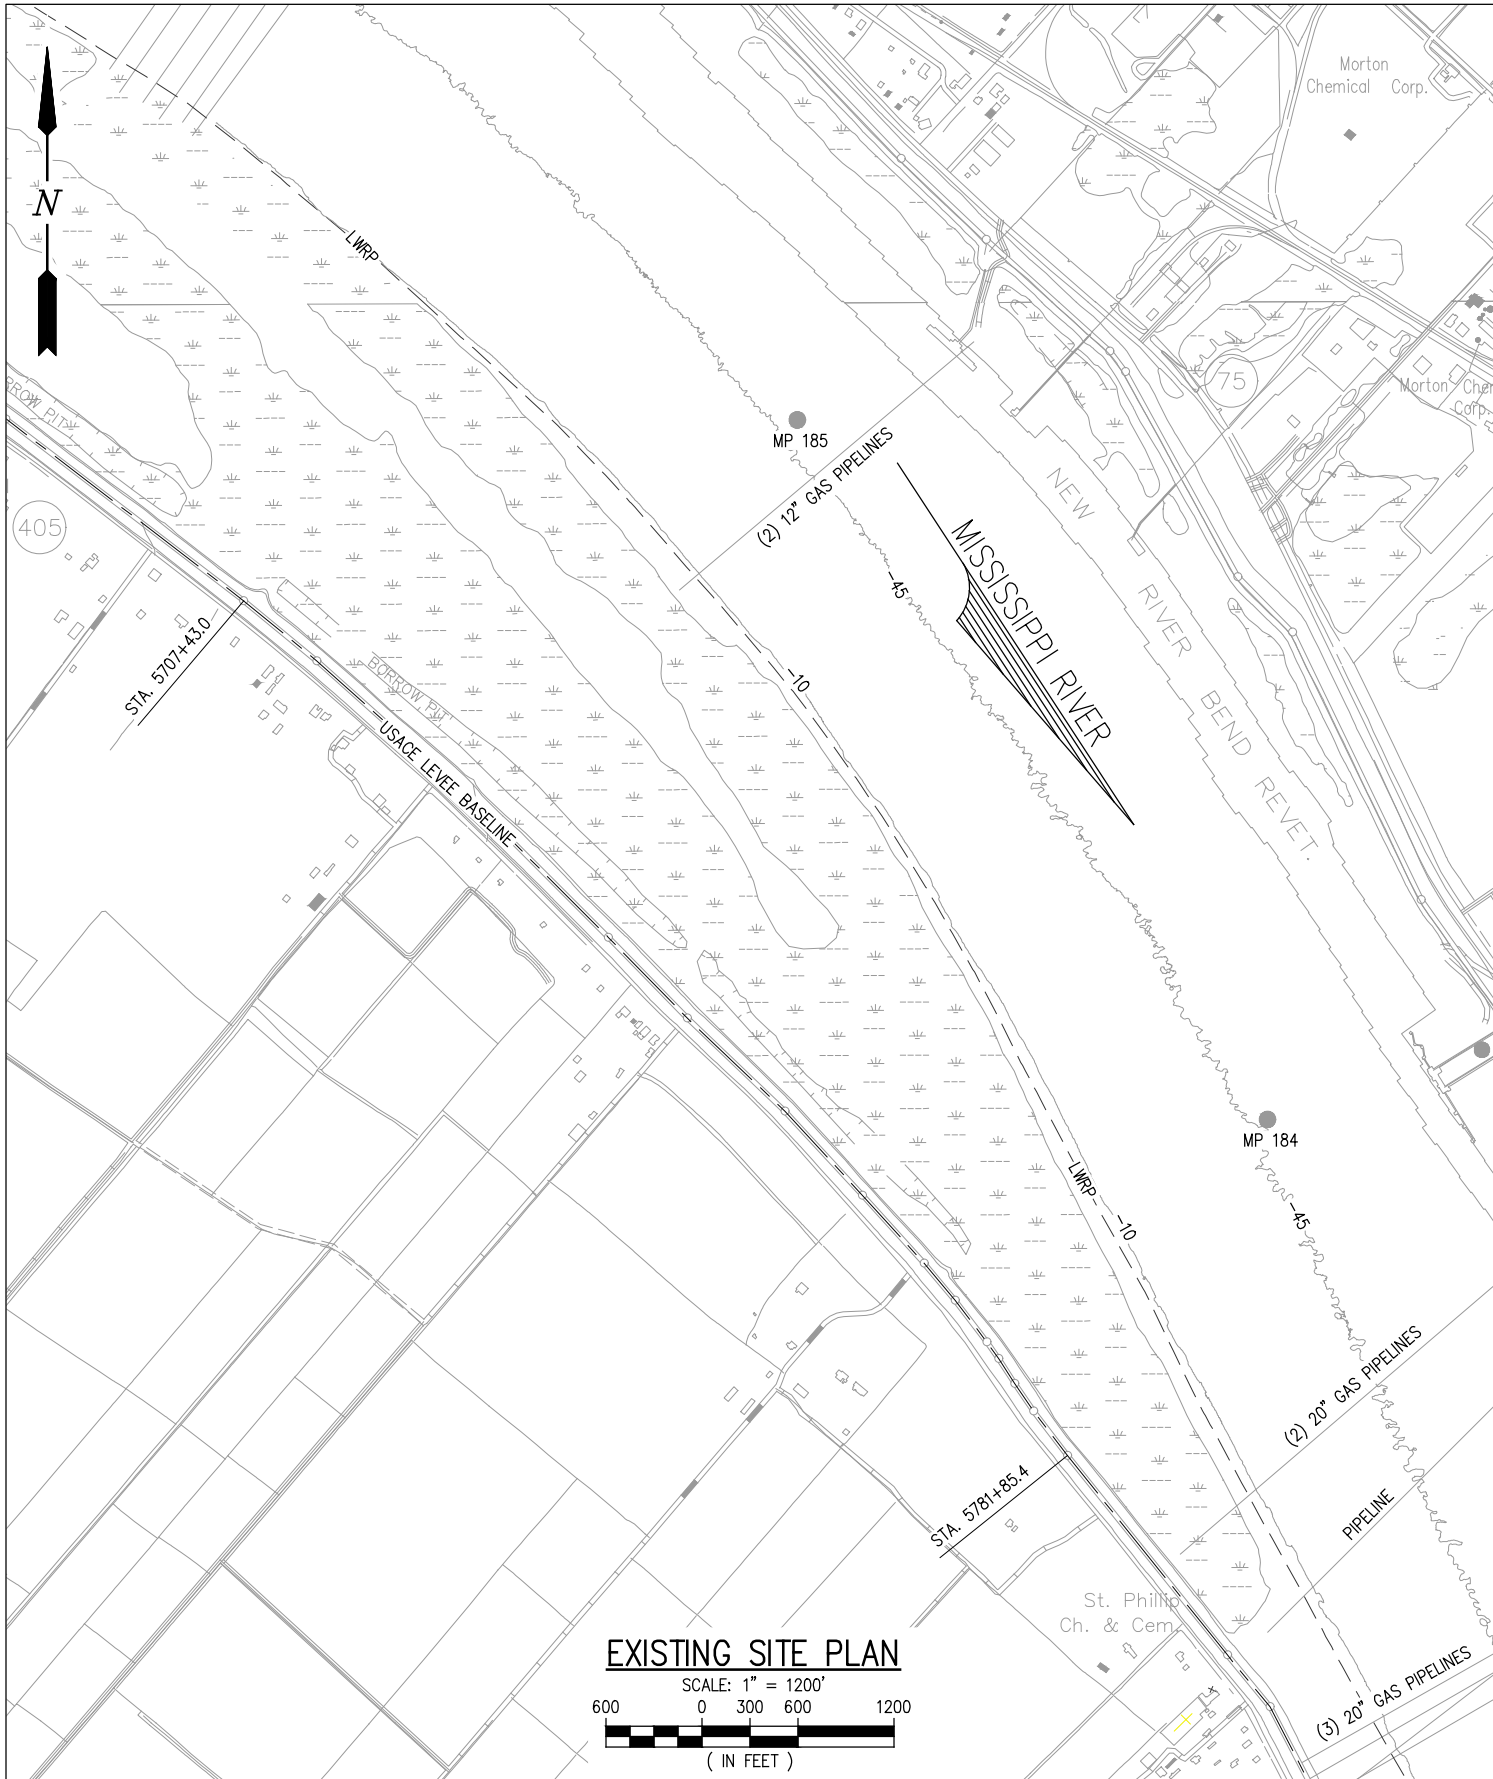 Morton
Chemical Corp.
N
LWRP
75
Morton Chem
Corp.
RROW PIT
MP 185
(2) 12" GAS PIPELINES
NEW RIVER BEND REVET.
405
MISSISSIPPI RIVER
-45
STA. 5707+43.0
BORROW PIT
-10
USACE LEVEE BASELINE
MP 184
LWRP
-10
-45
(2) 20" GAS PIPELINES
STA. 5781+85.4
PIPELINE
St. Phillip
Ch. & Cem
EXISTING SITE PLAN
SCALE: 1" = 1200'
600 0 300 600 1200
( IN FEET )
(3) 20" GAS PIPELINES